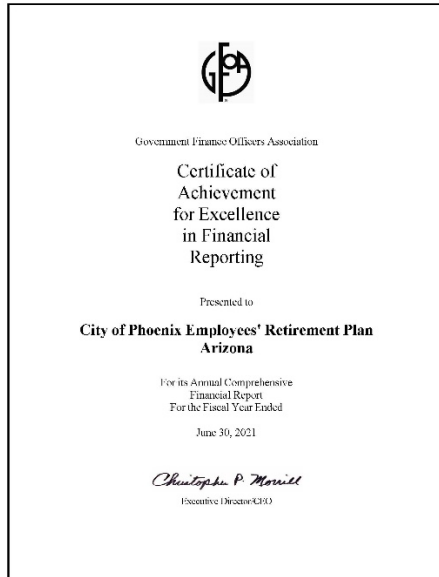 GFOA
Government Finance Officers Association
Certificate of
Achievement
for Excellence
in Financial
Reporting
Presented to
City of Phoenix Employees' Retirement Plan
Arizona
For its Annual Comprehensive
Financial Report
For the Fiscal Year Ended
June 30, 2021
Christopher P. Morrill
Executive Director/CEO